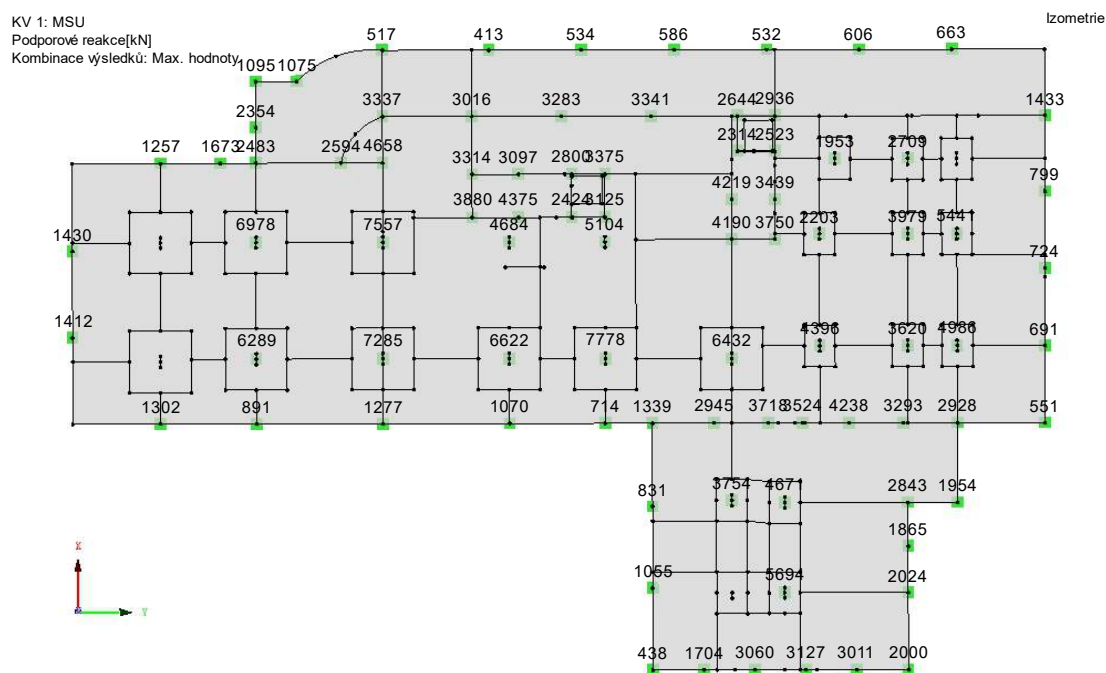 KV 1: MSU
Izometrie
Podporové reakce[kN]
Kombinace výsledků: Max. hodnoty
517 413 534 586 532 606 663
1095 1075
2354 3337 3016 3283 3341 2644 2936 1433
1257 1673 2483 2594 4658 3314 3097 2800 3375 2314 2523 1953 2709
799
3880 4375 2424 3125 4219 3439
1430 6978 7557 4684 5104 4190 3750 2203 3979 5441
724
1412 6289 7285 6622 7778 6432 4396 3620 4986 691
1302 891 1277 1070 714 1339 2945 3718 3524 4238 3293 2928 551
831 3754 4671 2843 1954
1865
1055 5694 2024
438 1704 3060 3127 3011 2000
X
Y